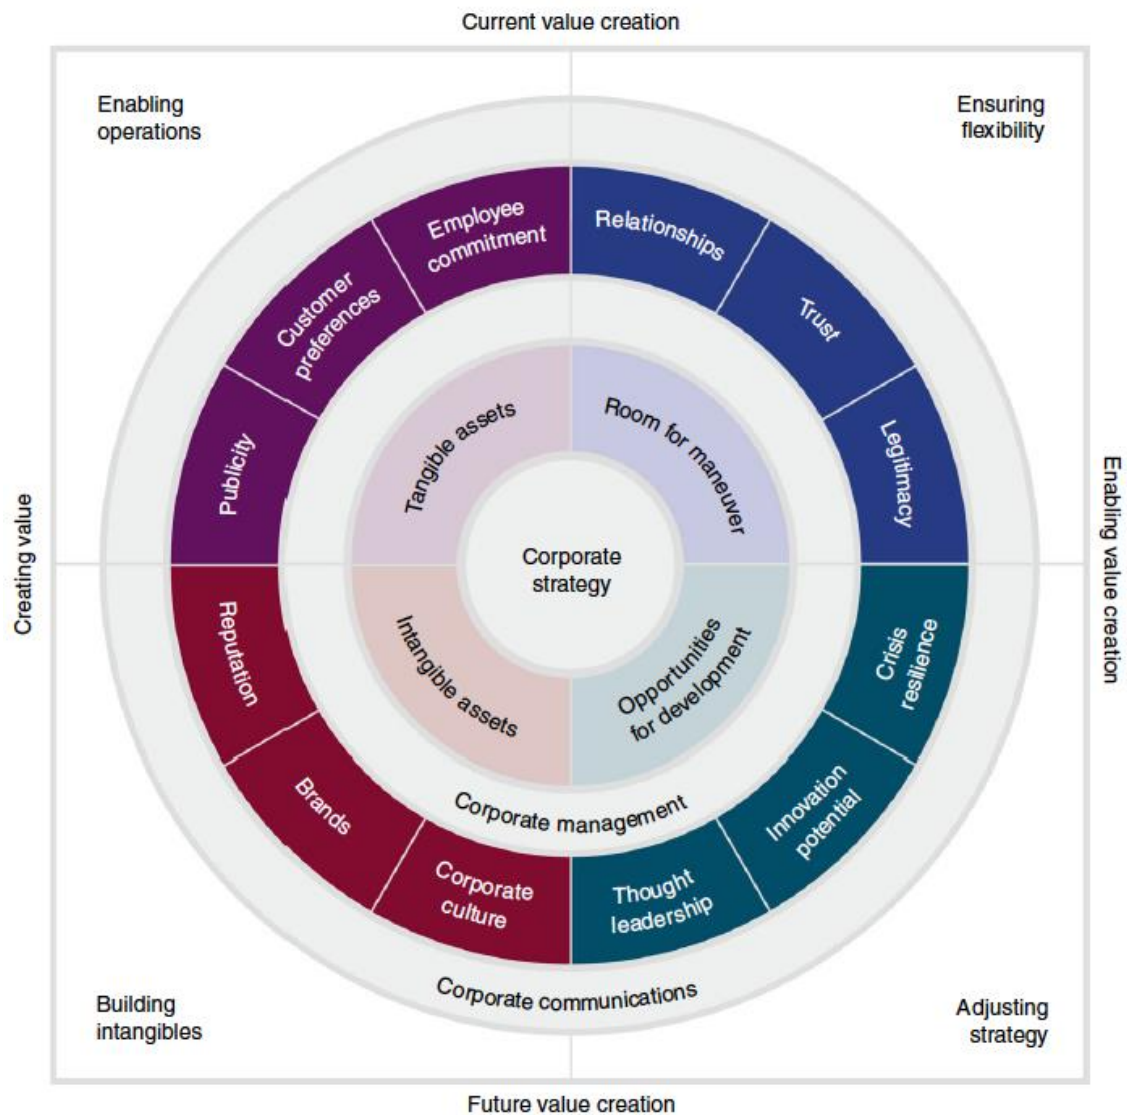 Current value creation
Enabling
operations
Ensuring
flexibility
Employee
commitment
Relationships
Customer
preferences
Trust
Publicity
Legitimacy
Tangible assets
Room for maneuver
Creating value
Corporate
strategy
Enabling value creation
Reputation
Crisis
resilience
Intangible assets
Opportunities
for development
Brands
Innovation
potential
Corporate management
Corporate
culture
Thought
leadership
Corporate communications
Building
intangibles
Adjusting
strategy
Future value creation